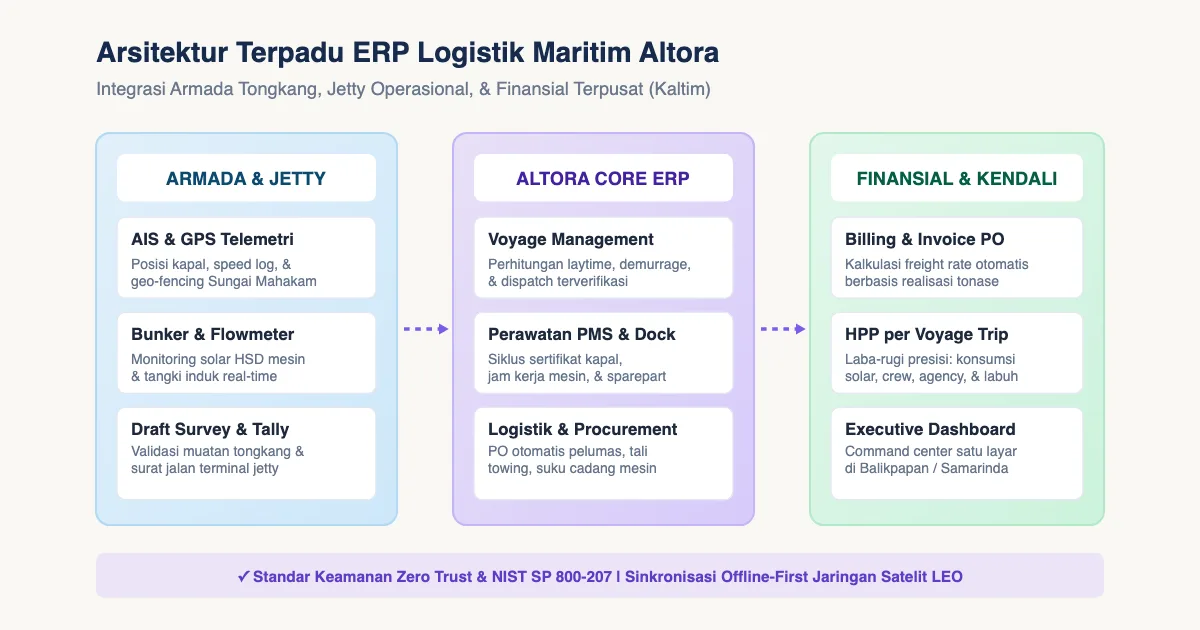 Arsitektur Terpadu ERP Logistik Maritim Altora
Integrasi Armada Tongkang, Jetty Operasional, & Finansial Terpusat (Kaltim)
ARMADA & JETTY
AIS & GPS Telemetri
Posisi kapal, speed log, &
geo-fencing Sungai Mahakam
Bunker & Flowmeter
Monitoring solar HSD mesin
& tangki induk real-time
Draft Survey & Tally
Validasi muatan tongkang &
surat jalan terminal jetty
ALTORA CORE ERP
Voyage Management
Perhitungan laytime, demurrage,
& dispatch terverifikasi
Perawatan PMS & Dock
Siklus sertifikat kapal,
jam kerja mesin, & sparepart
Logistik & Procurement
PO otomatis pelumas, tali
towing, suku cadang mesin
FINANSIAL & KENDALI
Billing & Invoice PO
Kalkulasi freight rate otomatis
berbasis realisasi tonase
HPP per Voyage Trip
Laba-rugi presisi: konsumsi
solar, crew, agency, & labuh
Executive Dashboard
Command center satu layar
di Balikpapan / Samarinda
✓ Standar Keamanan Zero Trust & NIST SP 800-207 | Sinkronisasi Offline-First Jaringan Satelit LEO